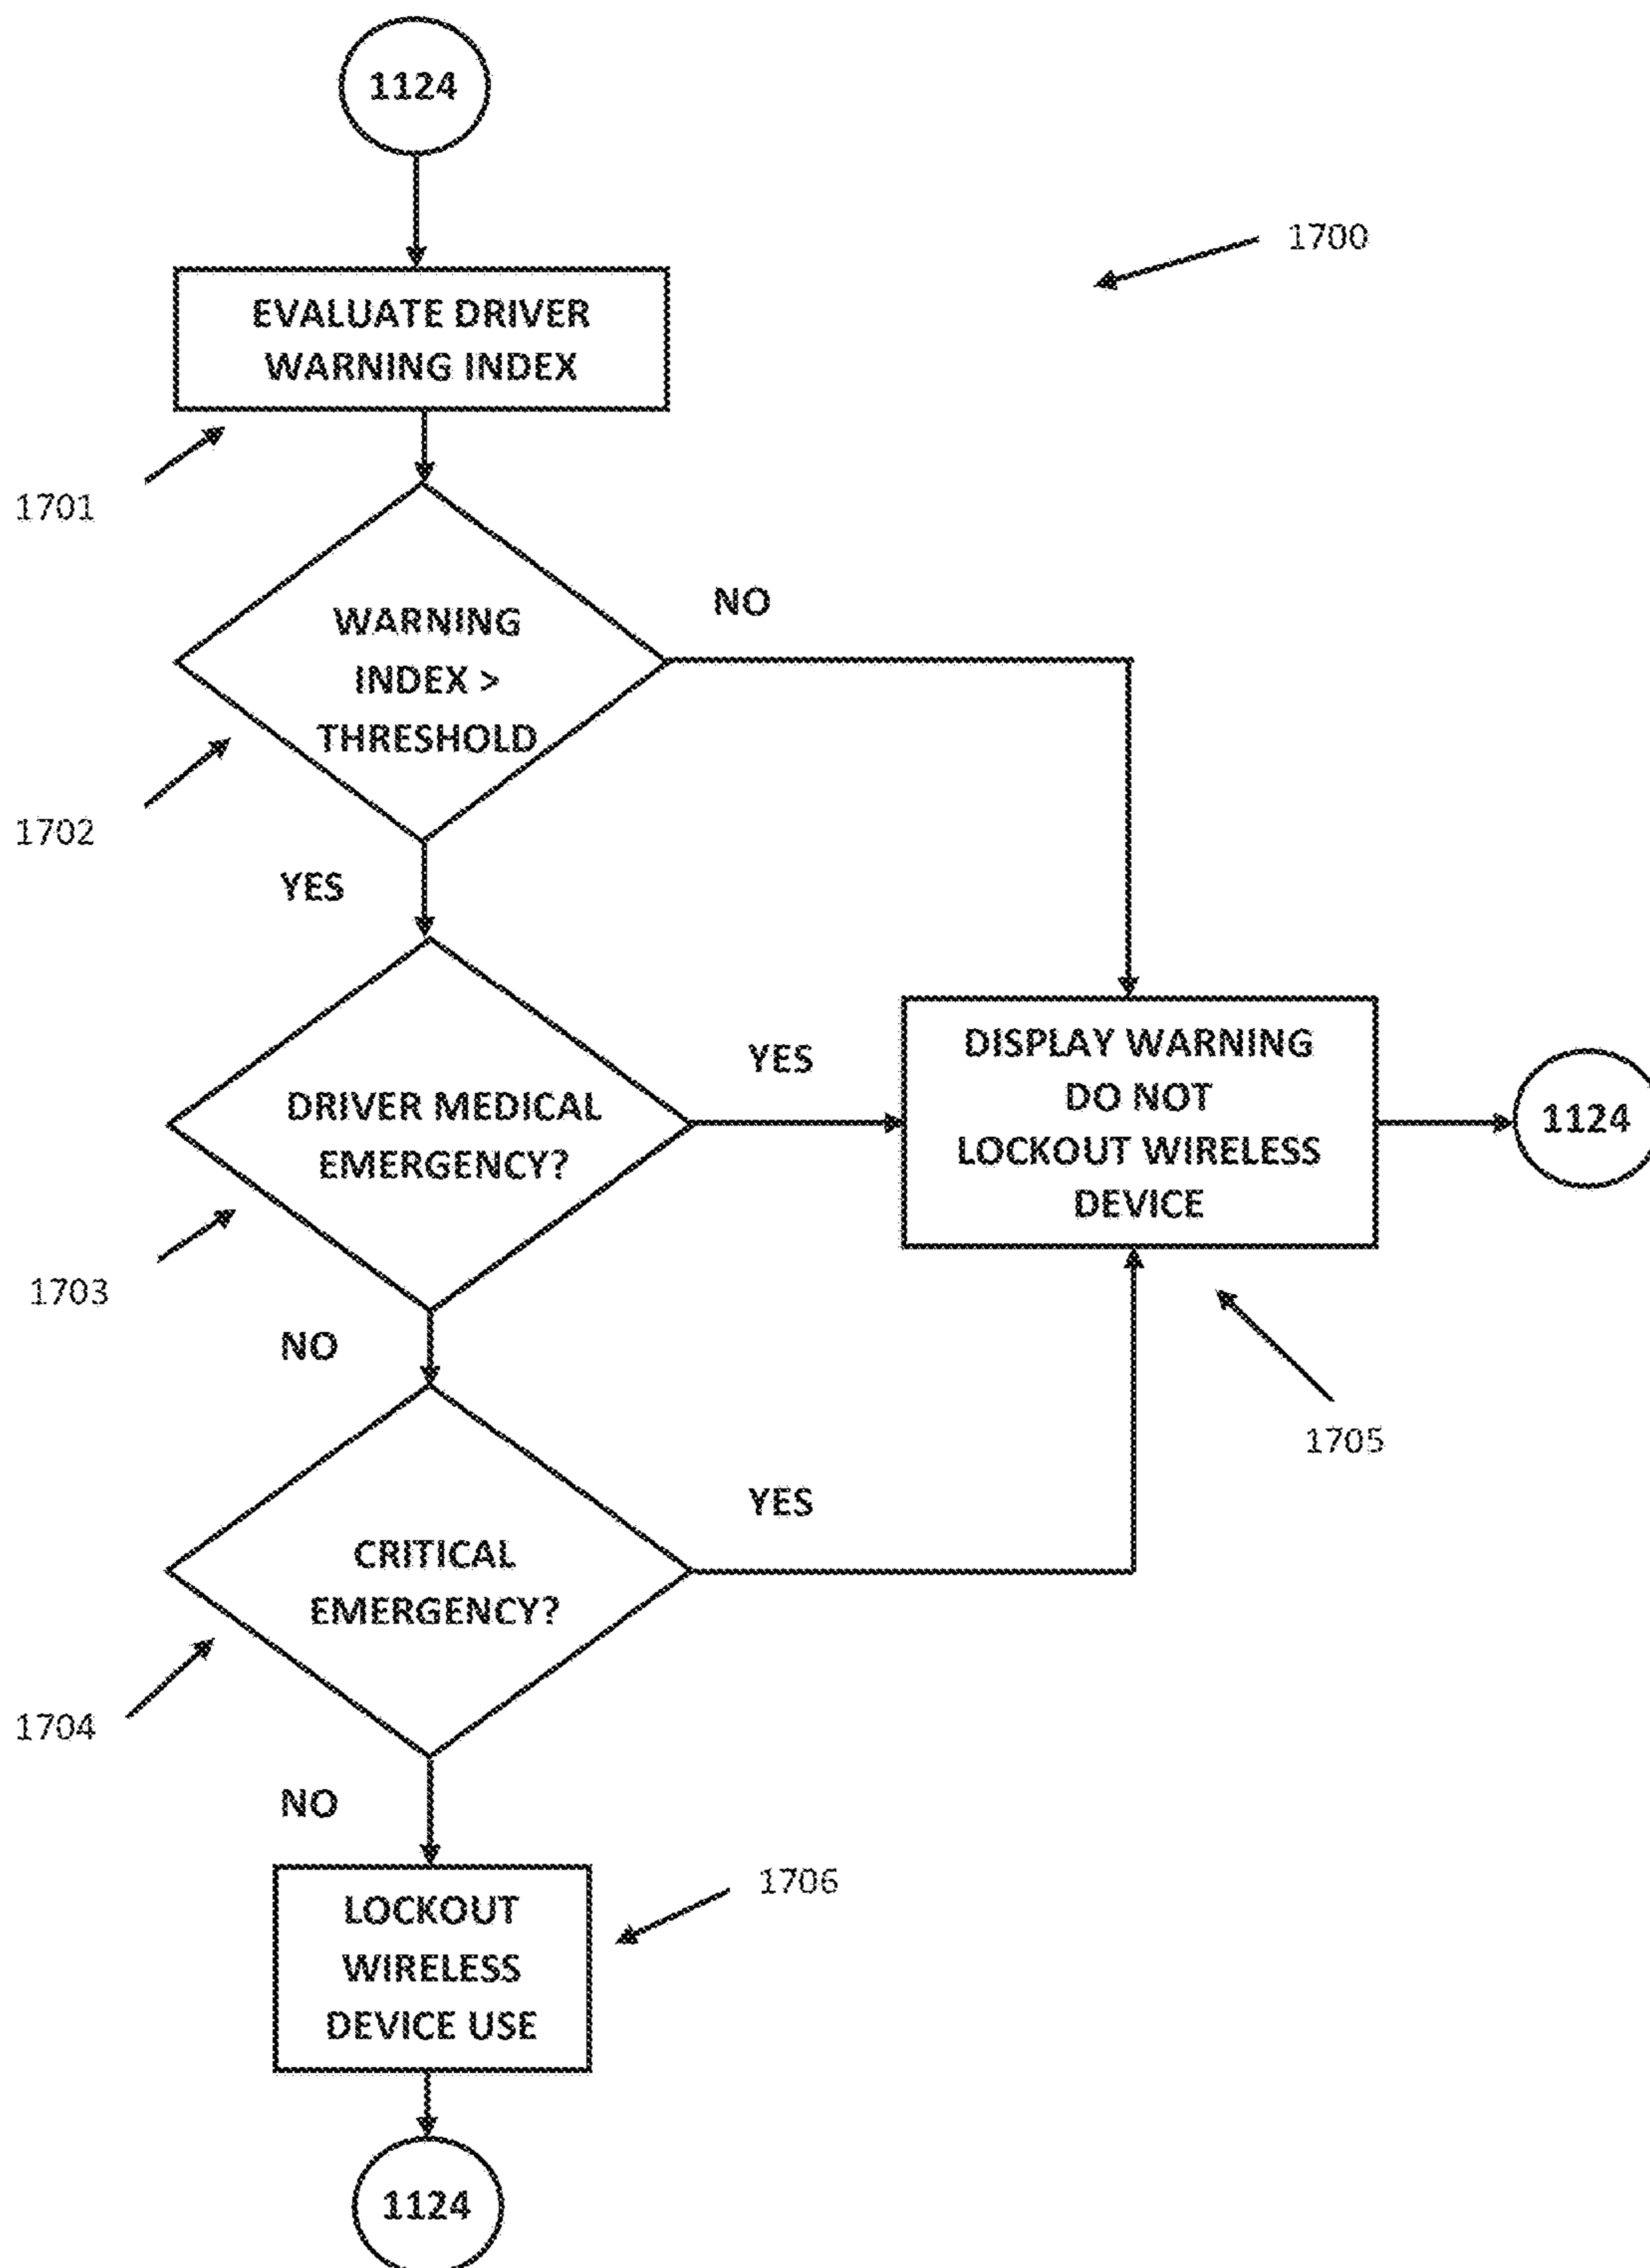 1124
1700
EVALUATE DRIVER
WARNING INDEX
1701
NO
WARNING
INDEX >
THRESHOLD
1702
YES
DISPLAY WARNING
DO NOT
LOCKOUT WIRELESS
DEVICE
1124
YES
DRIVER MEDICAL
EMERGENCY?
1703
NO
1705
YES
CRITICAL
EMERGENCY?
1704
NO
1706
LOCKOUT
WIRELESS
DEVICE USE
1124